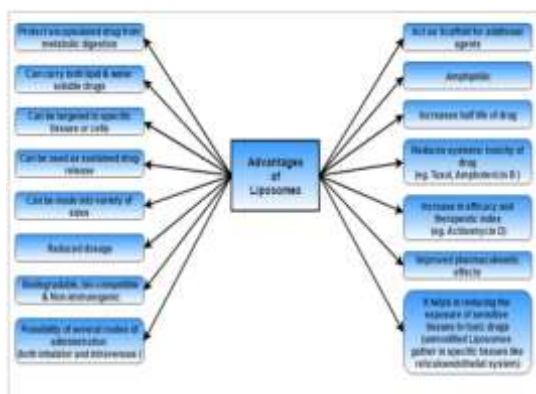 Protect encapsulated drug from
metabolic digestion
Can carry both lipid & water
soluble drugs
Can be targeted to specific
tissues or cells
Can be used as sustained drug
release
Can be made into variety of
sizes
Reduced dosage
Biodegradable, bio-compatible
& Non-immunogenic
Possibility of several routes of
administration
(both inhalator and intravenous )
Advantages
of
Liposomes
Act as Scaffold for additional
agents
Amphiphilic
Increases half life of drug
Reduces systemic toxicity of
drug
(eg. Taxol, Amphotericin B )
Increase in efficacy and
therapeutic index
(eg. Actinomycin D)
Improved pharmacokinetic
effects
It helps in reducing the
exposure of sensitive
tissues to toxic drugs
(unmodified Liposomes
gather in specific tissues like
reticuloendothelial system)